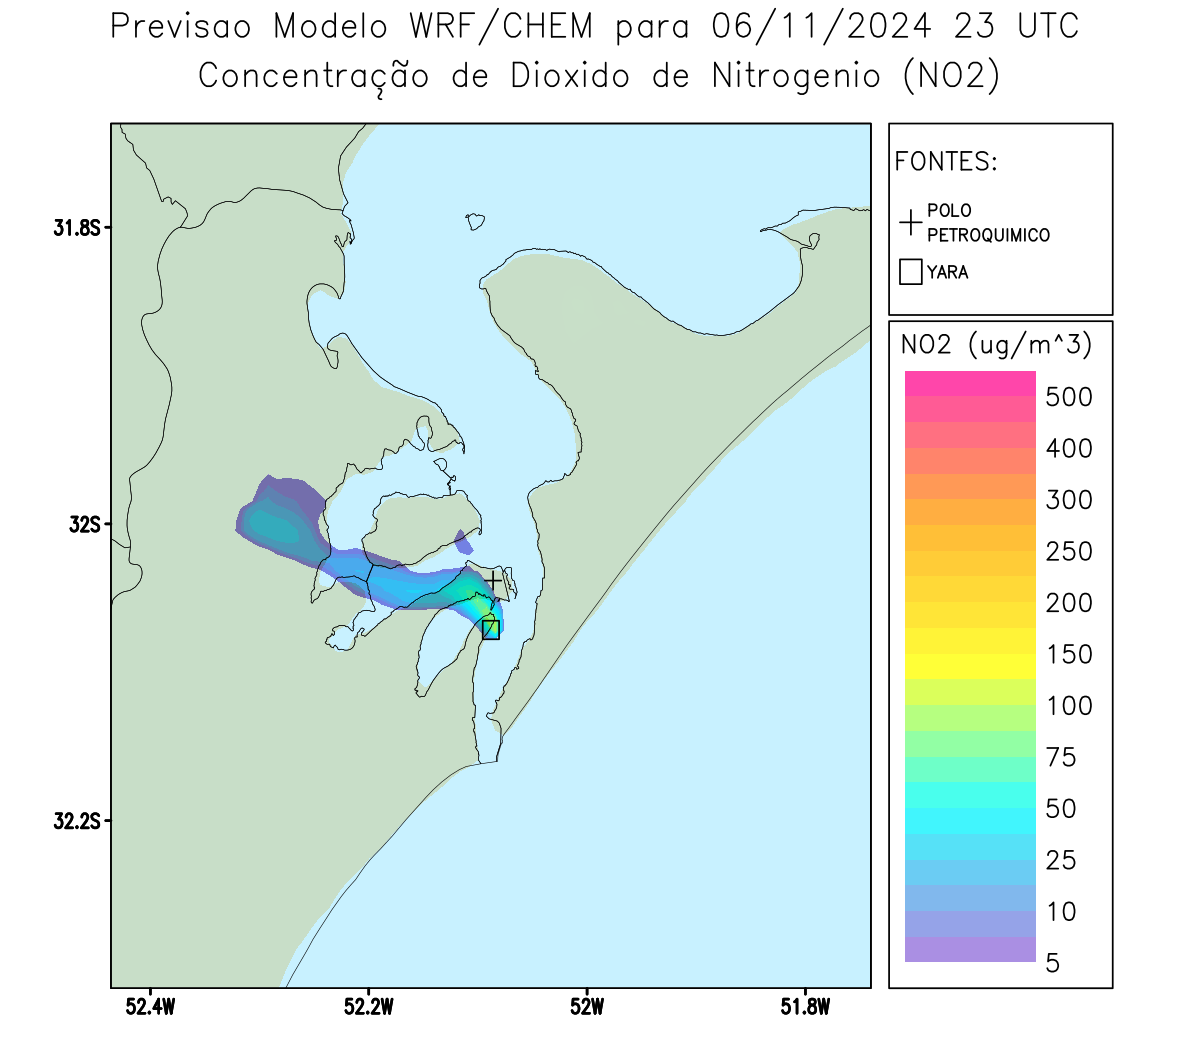 Previsao Modelo WRF/CHEM para 06/11/2024 23 UTC
Concentração de Dioxido de Nitrogenio (NO2)
FONTES:
POLO
PETROQUIMICO
YARA
NO2 (ug/m^3)
500
400
300
250
200
150
100
75
50
25
10
5
31.8S
32S
32.2S
52.4W
52.2W
52W
51.8W